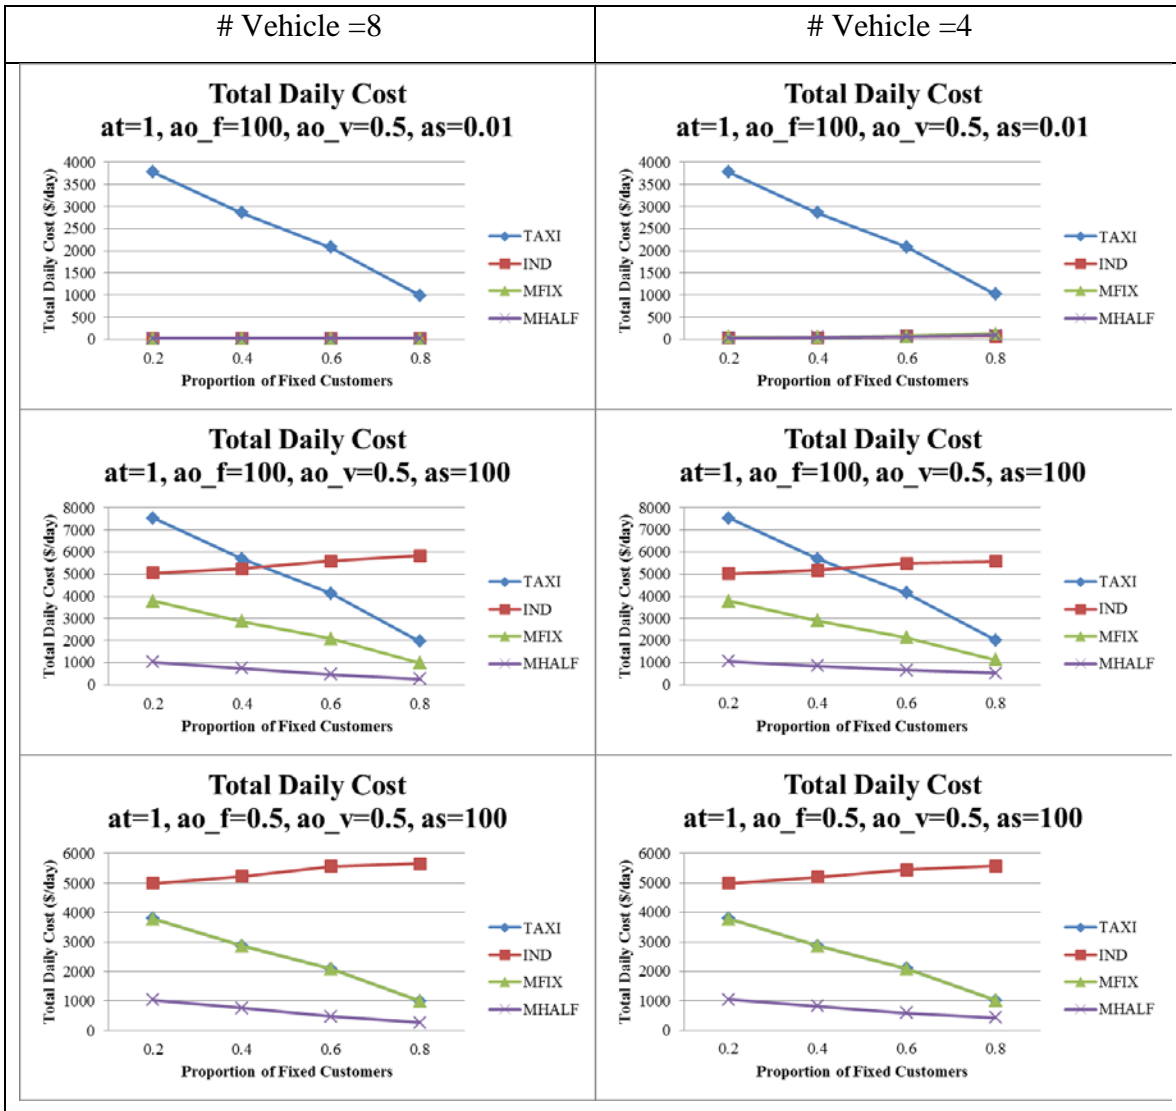 # Vehicle =8
# Vehicle =4
Total Daily Cost
at=1, ao_f=100, ao_v=0.5, as=0.01
Total Daily Cost ($/day)
4000
3500
3000
2500
2000
1500
1000
500
0
0.2 0.4 0.6 0.8
Proportion of Fixed Customers
TAXI
IND
MFIX
MHALF
Total Daily Cost
at=1, ao_f=100, ao_v=0.5, as=0.01
Total Daily Cost ($/day)
4000
3500
3000
2500
2000
1500
1000
500
0
0.2 0.4 0.6 0.8
Proportion of Fixed Customers
TAXI
IND
MFIX
MHALF
Total Daily Cost
at=1, ao_f=100, ao_v=0.5, as=100
Total Daily Cost ($/day)
8000
7000
6000
5000
4000
3000
2000
1000
0
0.2 0.4 0.6 0.8
Proportion of Fixed Customers
TAXI
IND
MFIX
MHALF
Total Daily Cost
at=1, ao_f=100, ao_v=0.5, as=100
Total Daily Cost ($/day)
8000
7000
6000
5000
4000
3000
2000
1000
0
0.2 0.4 0.6 0.8
Proportion of Fixed Customers
TAXI
IND
MFIX
MHALF
Total Daily Cost
at=1, ao_f=0.5, ao_v=0.5, as=100
Total Daily Cost ($/day)
6000
5000
4000
3000
2000
1000
0
0.2 0.4 0.6 0.8
Proportion of Fixed Customers
TAXI
IND
MFIX
MHALF
Total Daily Cost
at=1, ao_f=0.5, ao_v=0.5, as=100
Total Daily Cost ($/day)
6000
5000
4000
3000
2000
1000
0
0.2 0.4 0.6 0.8
Proportion of Fixed Customers
TAXI
IND
MFIX
MHALF